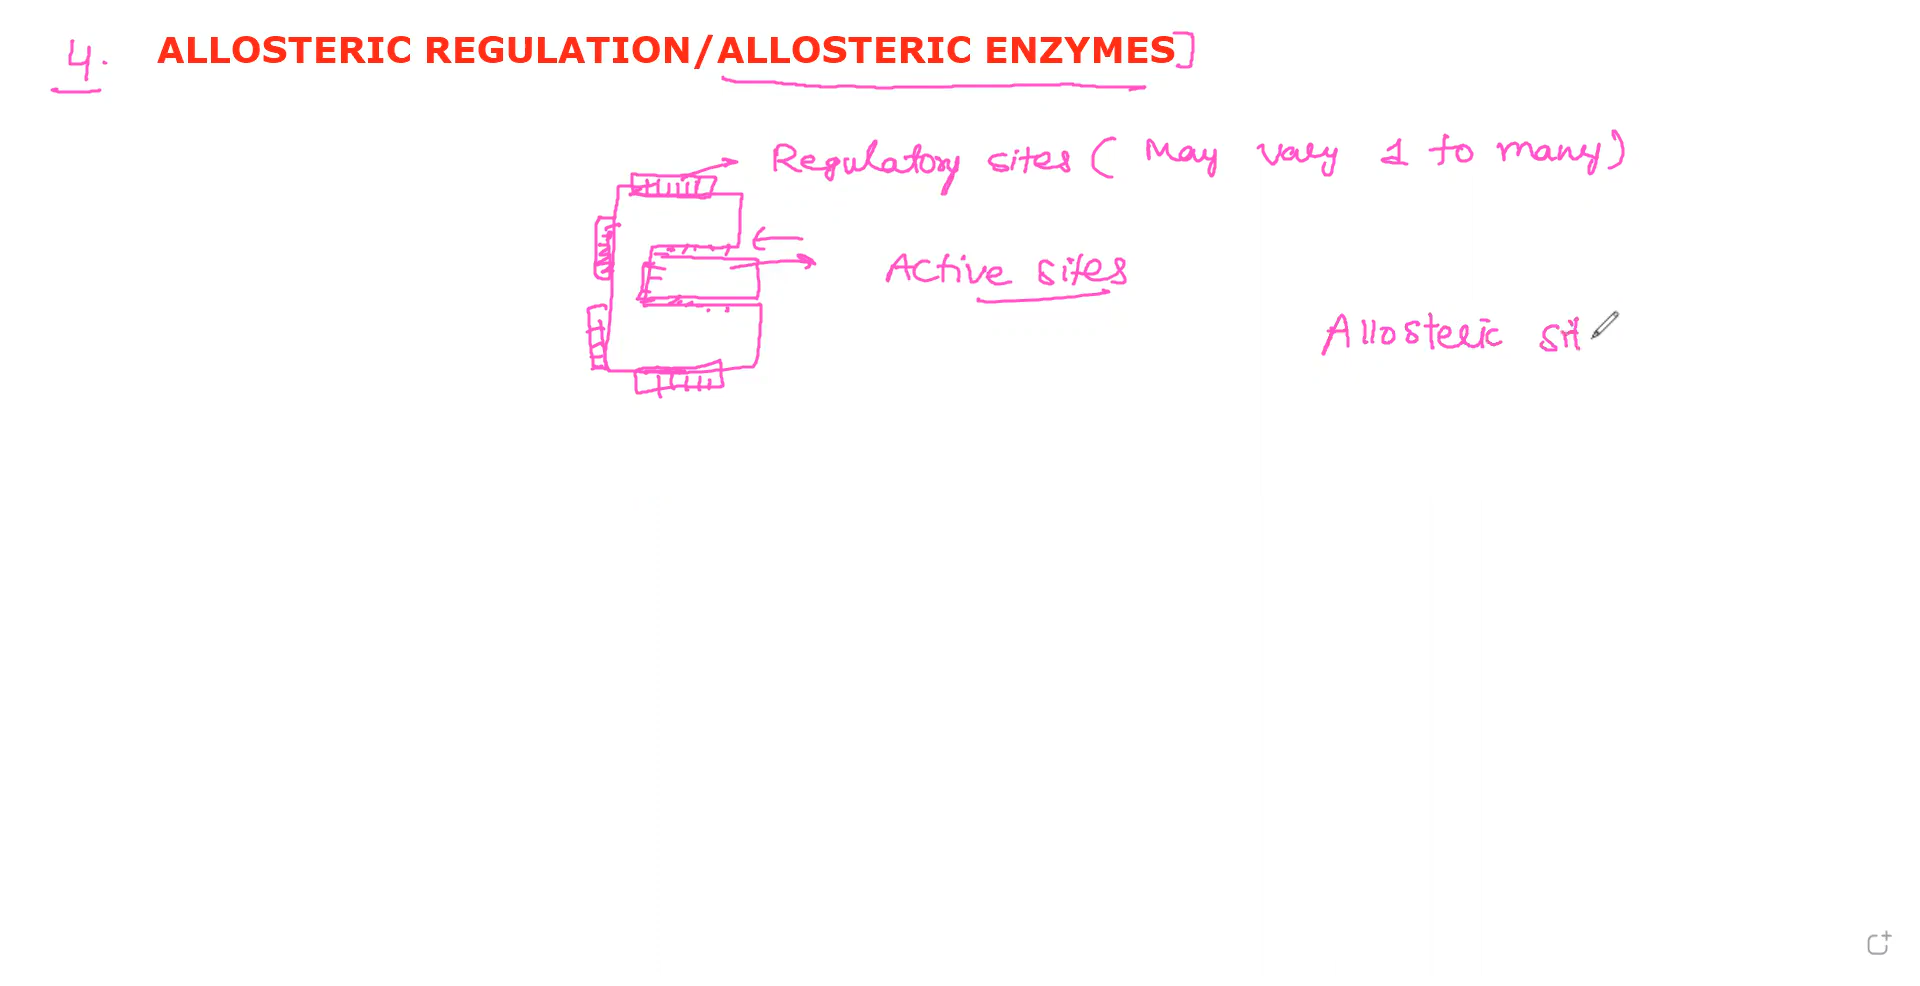 4. ALLOSTERIC REGULATION/ALLOSTERIC ENZYMES]
Regulatory sites ( May vary 1 to many)
Active sites
Allosteric sit